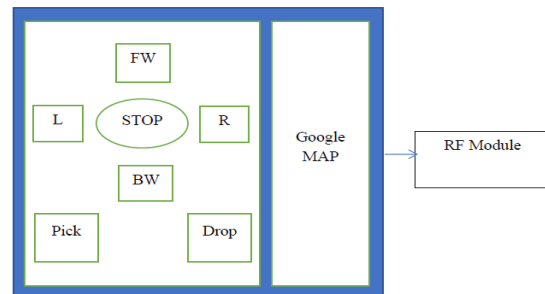 FW
L
STOP
R
BW
Pick
Drop
Google
MAP
RF Module